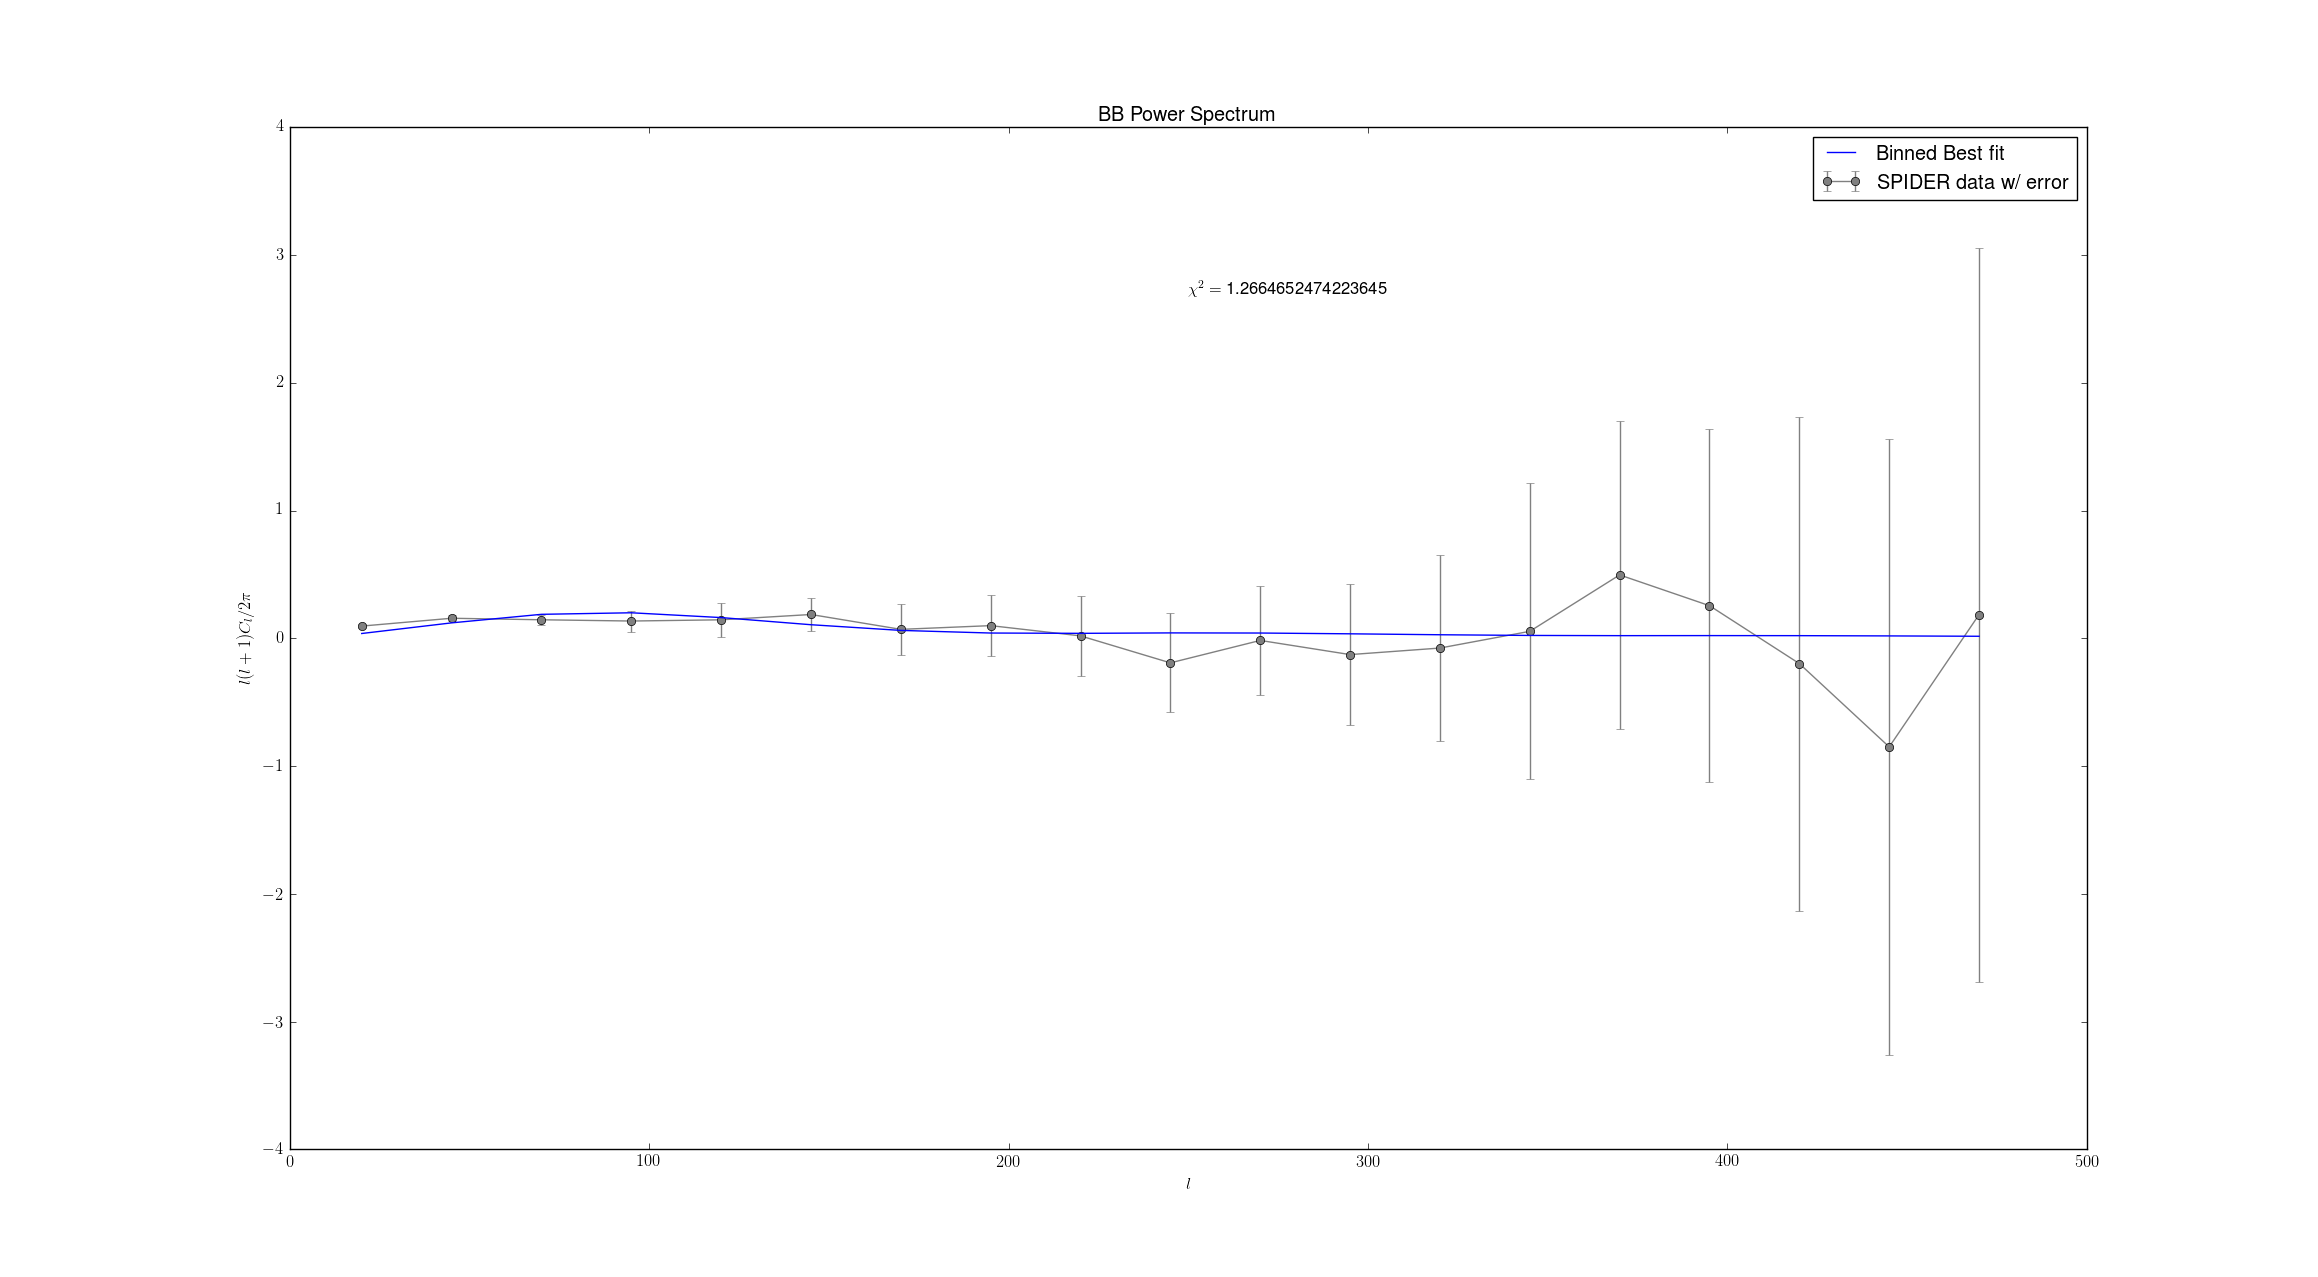 BB Power Spectrum
Binned Best fit
SPIDER data w/ error
χ² = 1.2664652474223645
4
3
2
1
0
−1
−2
−3
−4
l(l + 1)C_l/2π
0 100 200 300 400 500
l